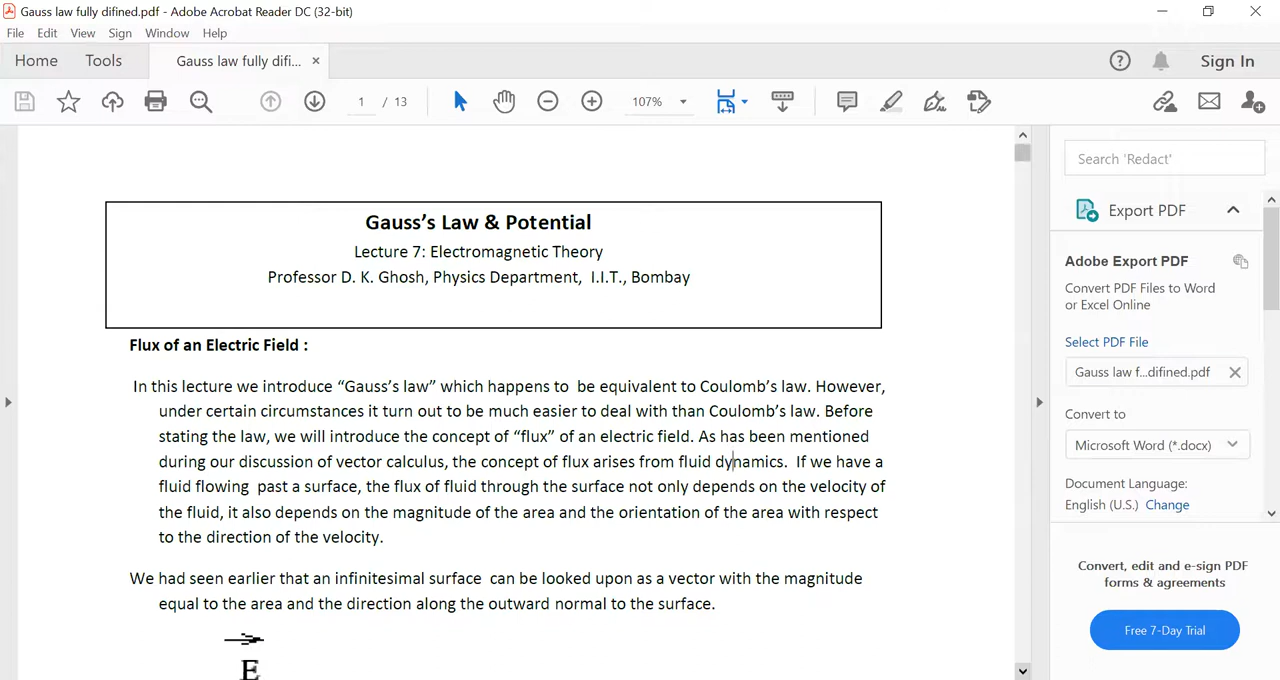 Gauss law fully difined.pdf - Adobe Acrobat Reader DC (32-bit)
File Edit View Sign Window Help
Home Tools Gauss law fully difi... × Sign In
1 / 13 107%
Search 'Redact'
Export PDF
Adobe Export PDF
Convert PDF Files to Word
or Excel Online
Select PDF File
Gauss law f...difined.pdf
Convert to
Microsoft Word (*.docx)
Document Language:
English (U.S.) Change
Convert, edit and e-sign PDF
forms & agreements
Free 7-Day Trial
Gauss’s Law & Potential
Lecture 7: Electromagnetic Theory
Professor D. K. Ghosh, Physics Department, I.I.T., Bombay
Flux of an Electric Field :
In this lecture we introduce “Gauss’s law” which happens to be equivalent to Coulomb’s law. However,
under certain circumstances it turn out to be much easier to deal with than Coulomb’s law. Before
stating the law, we will introduce the concept of “flux” of an electric field. As has been mentioned
during our discussion of vector calculus, the concept of flux arises from fluid dynamics. If we have a
fluid flowing past a surface, the flux of fluid through the surface not only depends on the velocity of
the fluid, it also depends on the magnitude of the area and the orientation of the area with respect
to the direction of the velocity.
We had seen earlier that an infinitesimal surface can be looked upon as a vector with the magnitude
equal to the area and the direction along the outward normal to the surface.
E